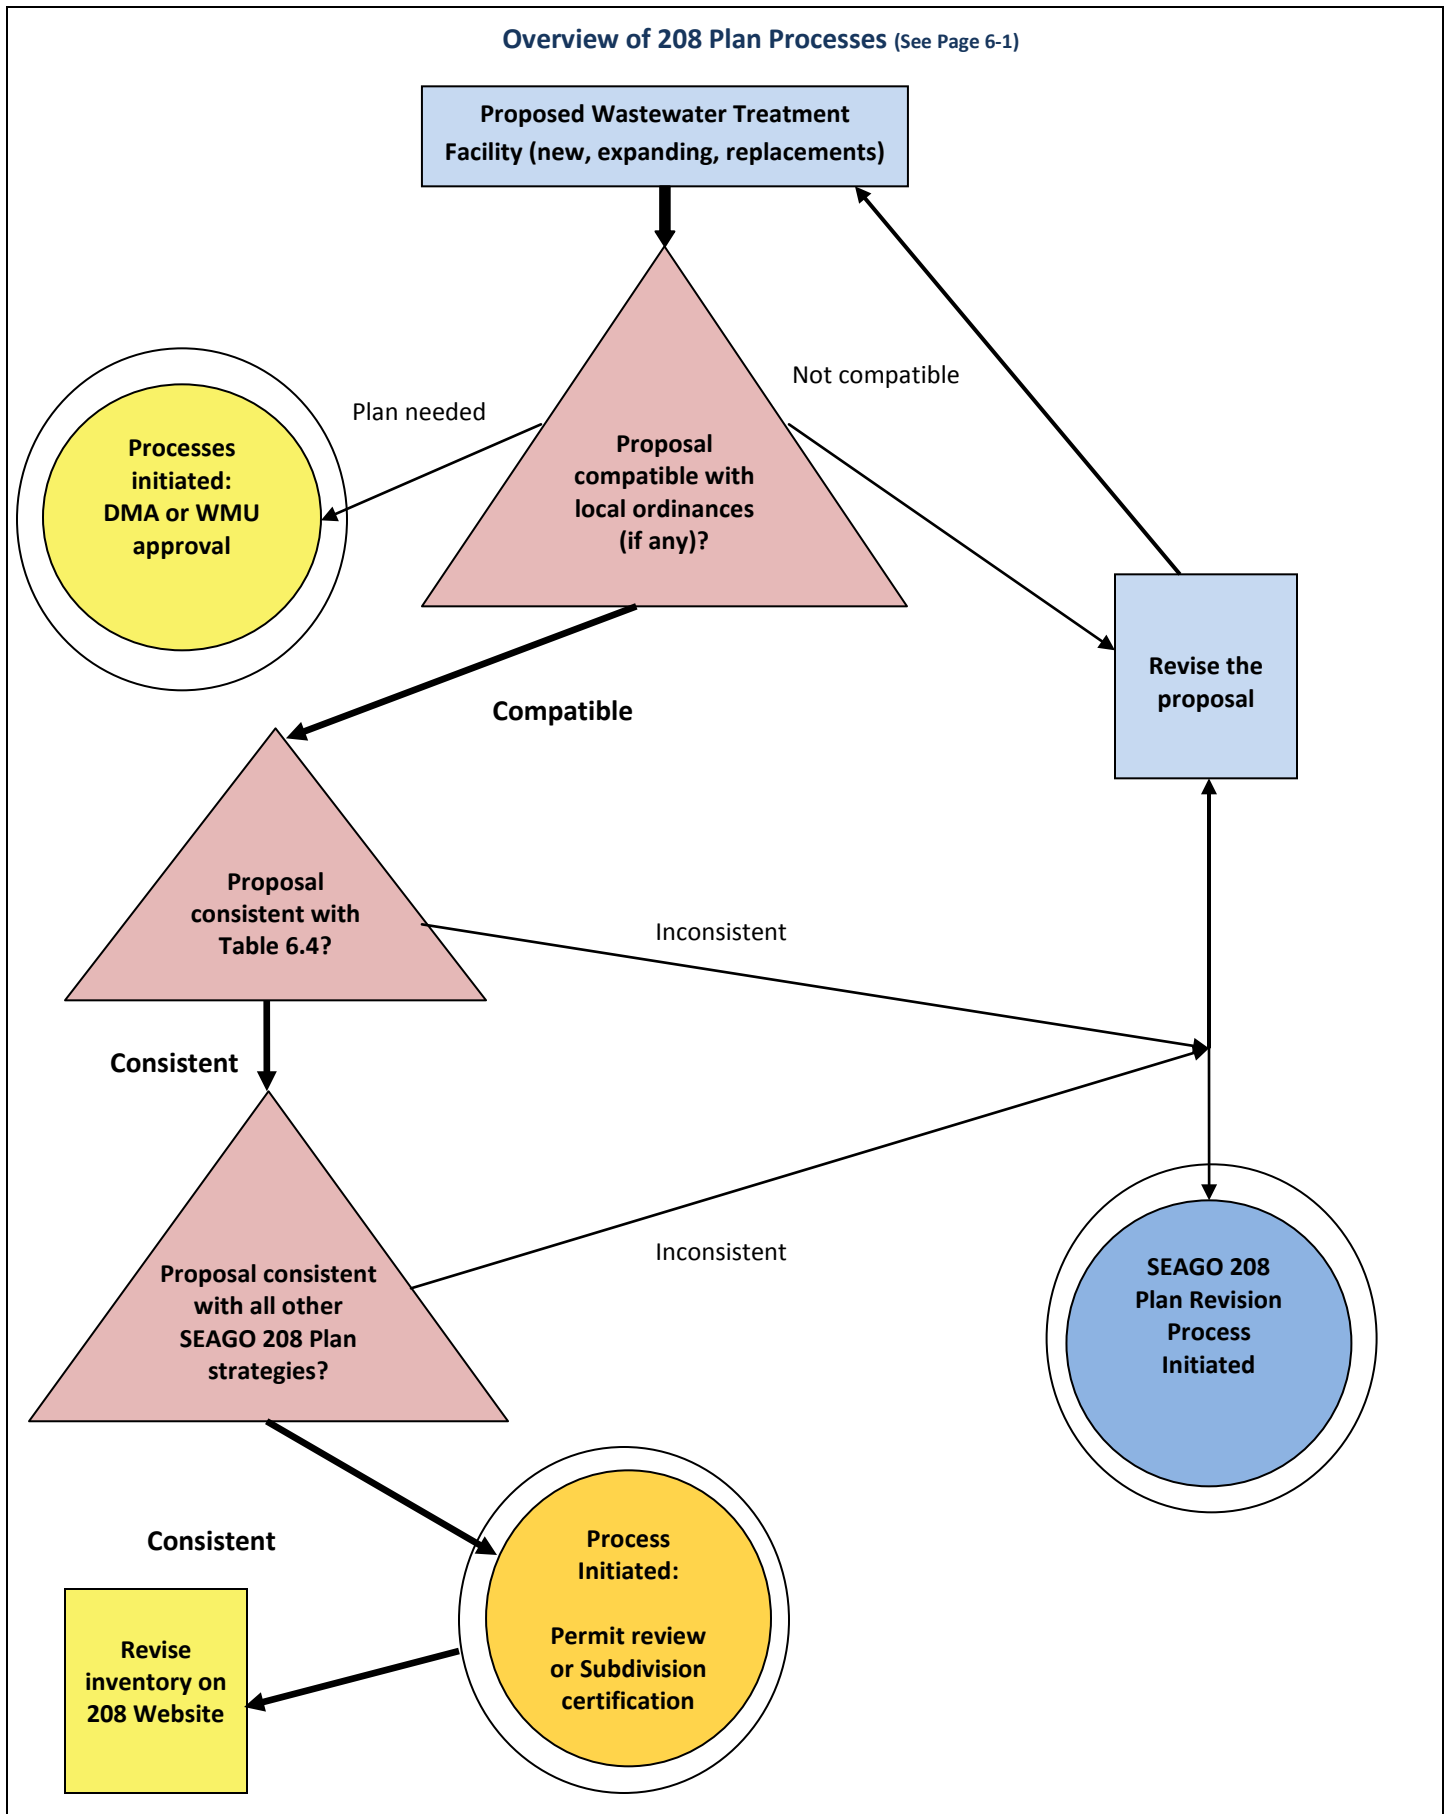 Overview of 208 Plan Processes (See Page 6-1)
Proposed Wastewater Treatment
Facility (new, expanding, replacements)
Not compatible
Plan needed
Processes
initiated:
DMA or WMU
approval
Proposal
compatible with
local ordinances
(if any)?
Revise the
proposal
Compatible
Proposal
consistent with
Table 6.4?
Inconsistent
Consistent
Proposal consistent
with all other
SEAGO 208 Plan
strategies?
Inconsistent
SEAGO 208
Plan Revision
Process
Initiated
Consistent
Process
Initiated:
Permit review
or Subdivision
certification
Revise
inventory on
208 Website